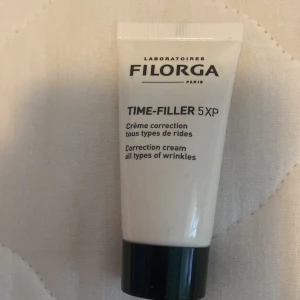 LABORATOIRES
FILORGA
PARIS
TIME-FILLER 5XP
Crème correction
tous types de rides
Correction cream
all types of wrinkles